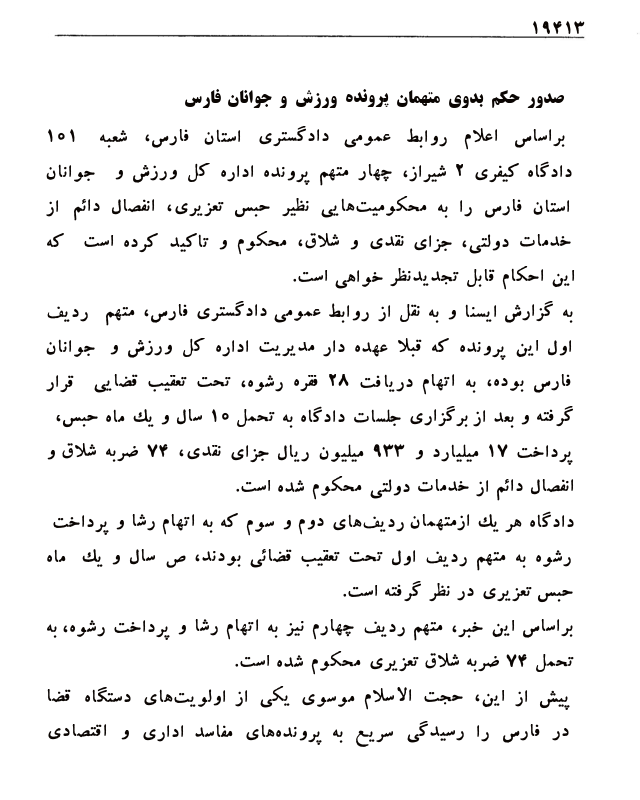 ۱۹۴۱۳
صدور حکم بدوی متهمان پرونده ورزش و جوانان فارس
براساس اعلام روابط عمومی دادگستری استان فارس، شعبه ۱۰۱
دادگاه کیفری ۲ شیراز، چهار متهم پرونده اداره کل ورزش و جوانان
استان فارس را به محکومیت‌هایی نظیر حبس تعزیری، انفصال دائم از
خدمات دولتی، جزای نقدی و شلاق، محکوم و تاکید کرده است که
این احکام قابل تجدیدنظر خواهی است.
به گزارش ایسنا و به نقل از روابط عمومی دادگستری فارس، متهم ردیف
اول این پرونده که قبلا عهده دار مدیریت اداره کل ورزش و جوانان
فارس بوده، به اتهام دریافت ۲۸ فقره رشوه، تحت تعقیب قضایی قرار
گرفته و بعد از برگزاری جلسات دادگاه به تحمل ۱۵ سال و یك ماه حبس،
پرداخت ۱۷ میلیارد و ۹۳۳ میلیون ریال جزای نقدی، ۷۴ ضربه شلاق و
انفصال دائم از خدمات دولتی محکوم شده است.
دادگاه هر یك ازمتهمان ردیف‌های دوم و سوم که به اتهام رشا و پرداخت
رشوه به متهم ردیف اول تحت تعقیب قضائی بودند، ص سال و یك ماه
حبس تعزیری در نظر گرفته است.
براساس این خبر، متهم ردیف چهارم نیز به اتهام رشا و پرداخت رشوه، به
تحمل ۷۴ ضربه شلاق تعزیری محکوم شده است.
پیش از این، حجت الاسلام موسوی یکی از اولویت‌های دستگاه قضا
در فارس را رسیدگی سریع به پرونده‌های مفاسد اداری و اقتصادی